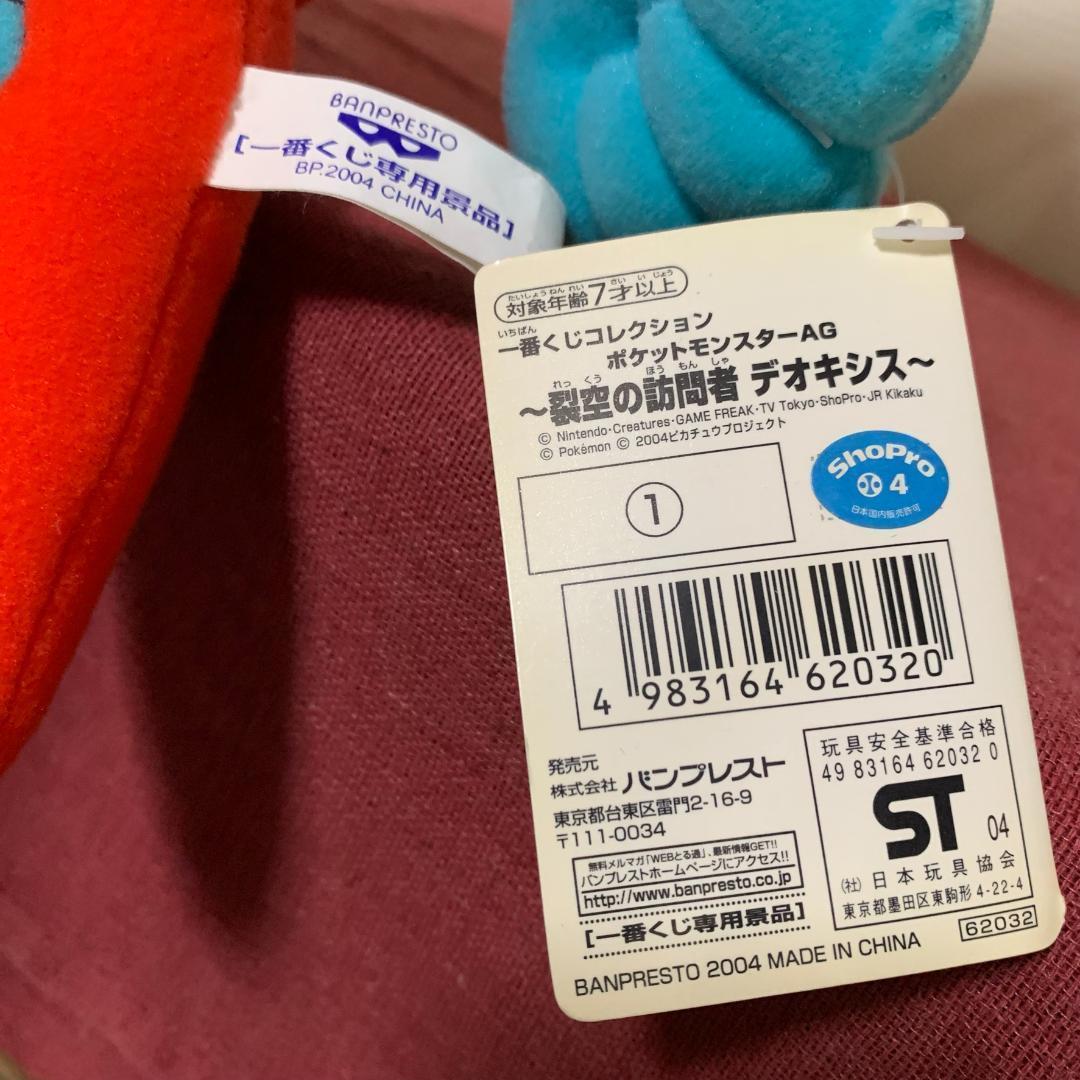 BANPRESTO
[一番くじ専用景品]
BP.2004 CHINA
たいしょうねんれい さい い じょう
対象年齢7才以上
いちばん
一番くじコレクション
ポケットモンスターAG
れっ くう ほう もん しゃ
～裂空の訪問者 デオキシス～
© Nintendo・Creatures・GAME FREAK・TV Tokyo・ShoPro・JR Kikaku
© Pokémon © 2004ピカチュウプロジェクト
①
ShoPro
4
日本国内販売許可
4 983164 620320
発売元
株式会社 バンプレスト
東京都台東区雷門2-16-9
〒111-0034
無料メルマガ「WEBとる通」、最新情報GET!!
バンプレストホームページにアクセス!!
http://www.banpresto.co.jp
[一番くじ専用景品]
BANPRESTO 2004 MADE IN CHINA
玩具安全基準合格
49 83164 62032 0
ST 04
(社) 日本玩具協会
東京都墨田区東駒形4-22-4
62032